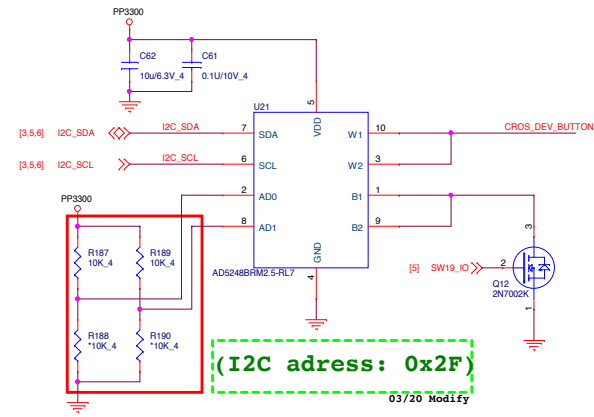 PP3300
C62
C61
10u/6.3V_4
0.1U/10V_4
U21
5
VDD
[3,5,6] I2C_SDA I2C_SDA 7 SDA
W1 10 CROS_DEV_BUTTON
[3,5,6] I2C_SCL I2C_SCL 6 SCL
W2 3
2 AD0
B1 1
PP3300
8 AD1
B2 9
3
R187
10K_4
R189
10K_4
GND
4
AD5248BRM2.5-RL7
[5] SW19_IO 2
Q12
2N7002K
1
R188
*10K_4
R190
*10K_4
(I2C adress: 0x2F)
03/20 Modify